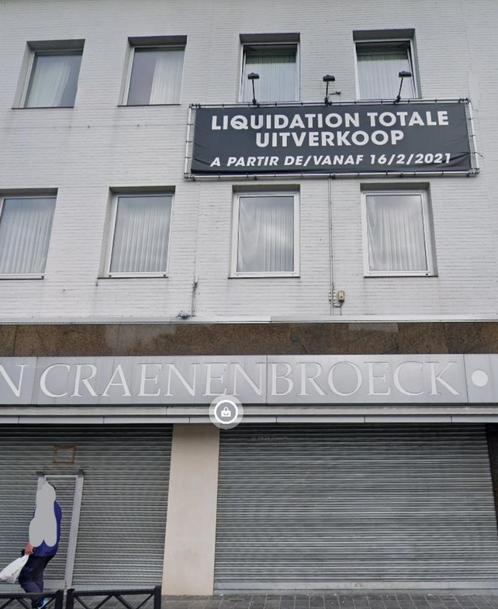 LIQUIDATION TOTALE
UITVERKOOP
A PARTIR DE/VANAF 16/2/2021
N CRAENENBROECK •